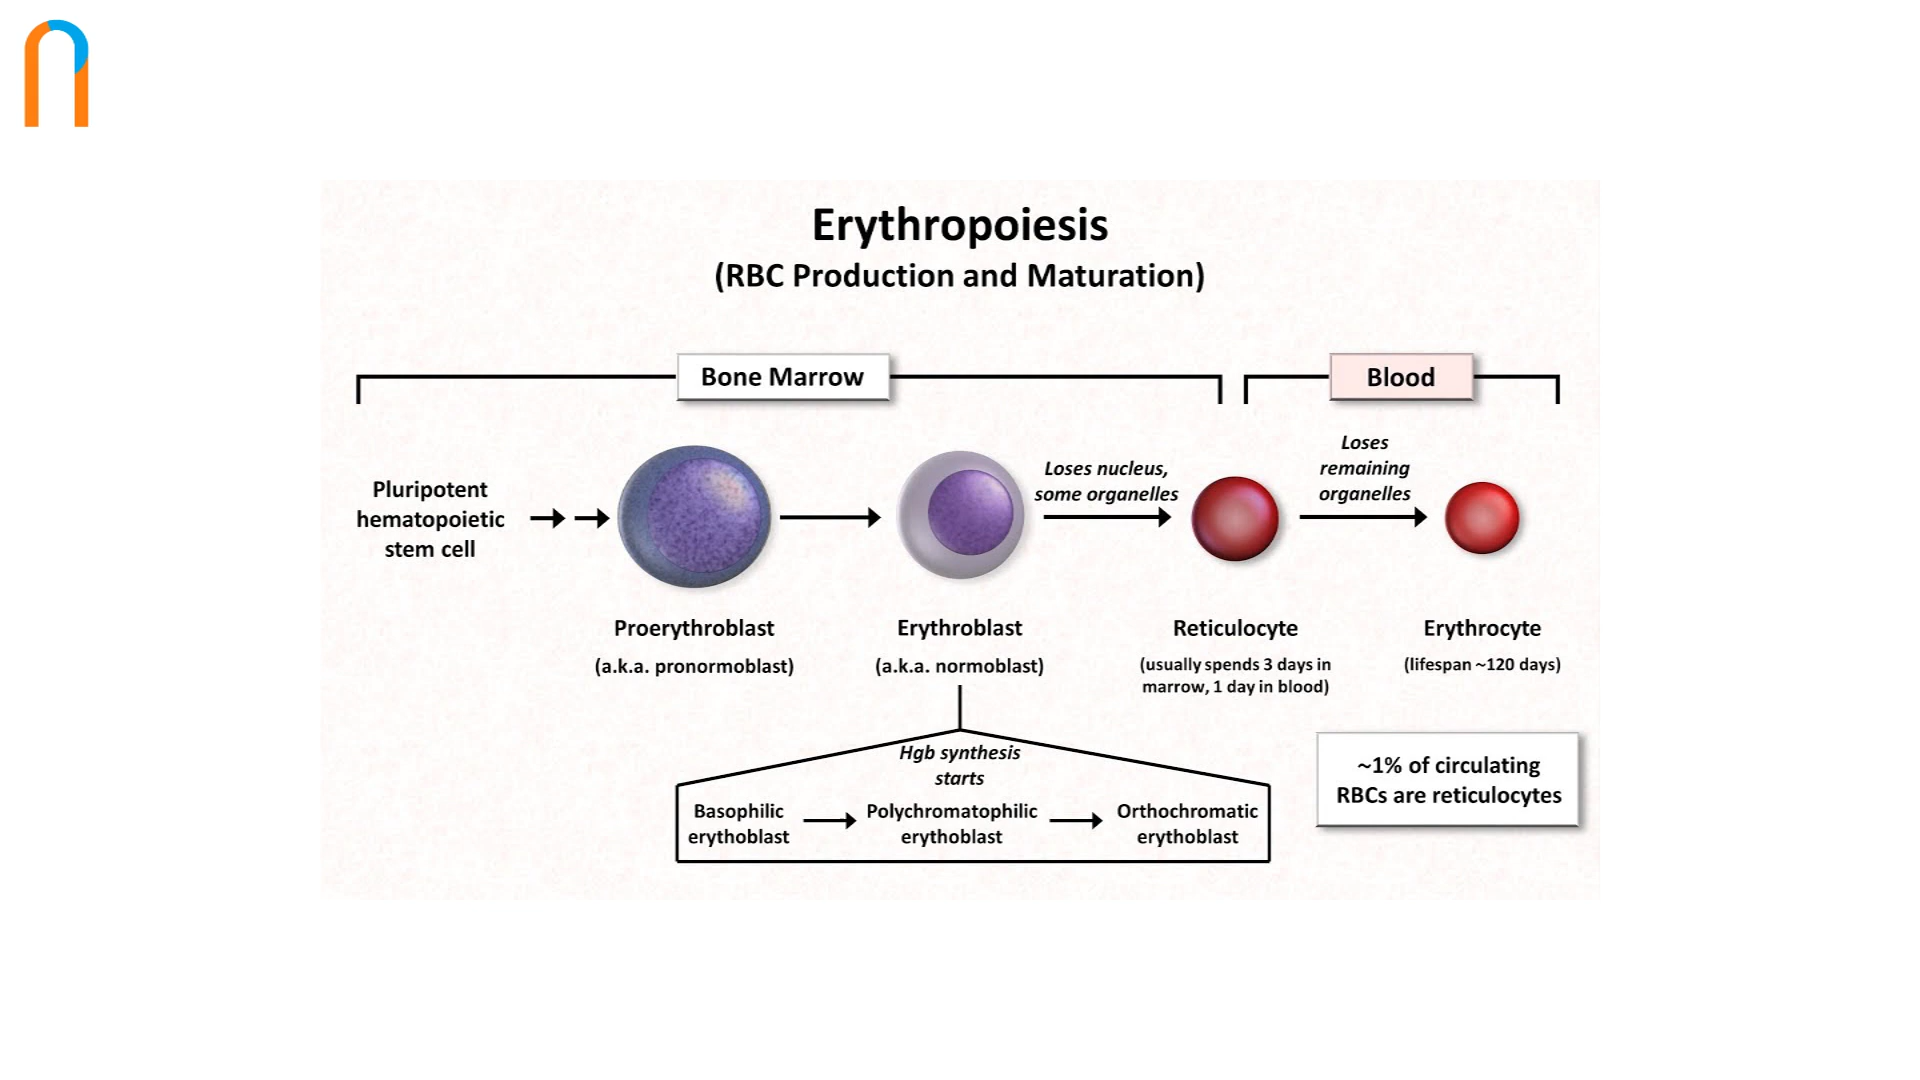 Erythropoiesis
(RBC Production and Maturation)
Bone Marrow
Blood
Pluripotent
hematopoietic
stem cell
Loses nucleus,
some organelles
Loses
remaining
organelles
Proerythroblast
(a.k.a. pronormoblast)
Erythroblast
(a.k.a. normoblast)
Reticulocyte
(usually spends 3 days in
marrow, 1 day in blood)
Erythrocyte
(lifespan ~120 days)
Hgb synthesis
starts
Basophilic
erythoblast
Polychromatophilic
erythoblast
Orthochromatic
erythoblast
~1% of circulating
RBCs are reticulocytes